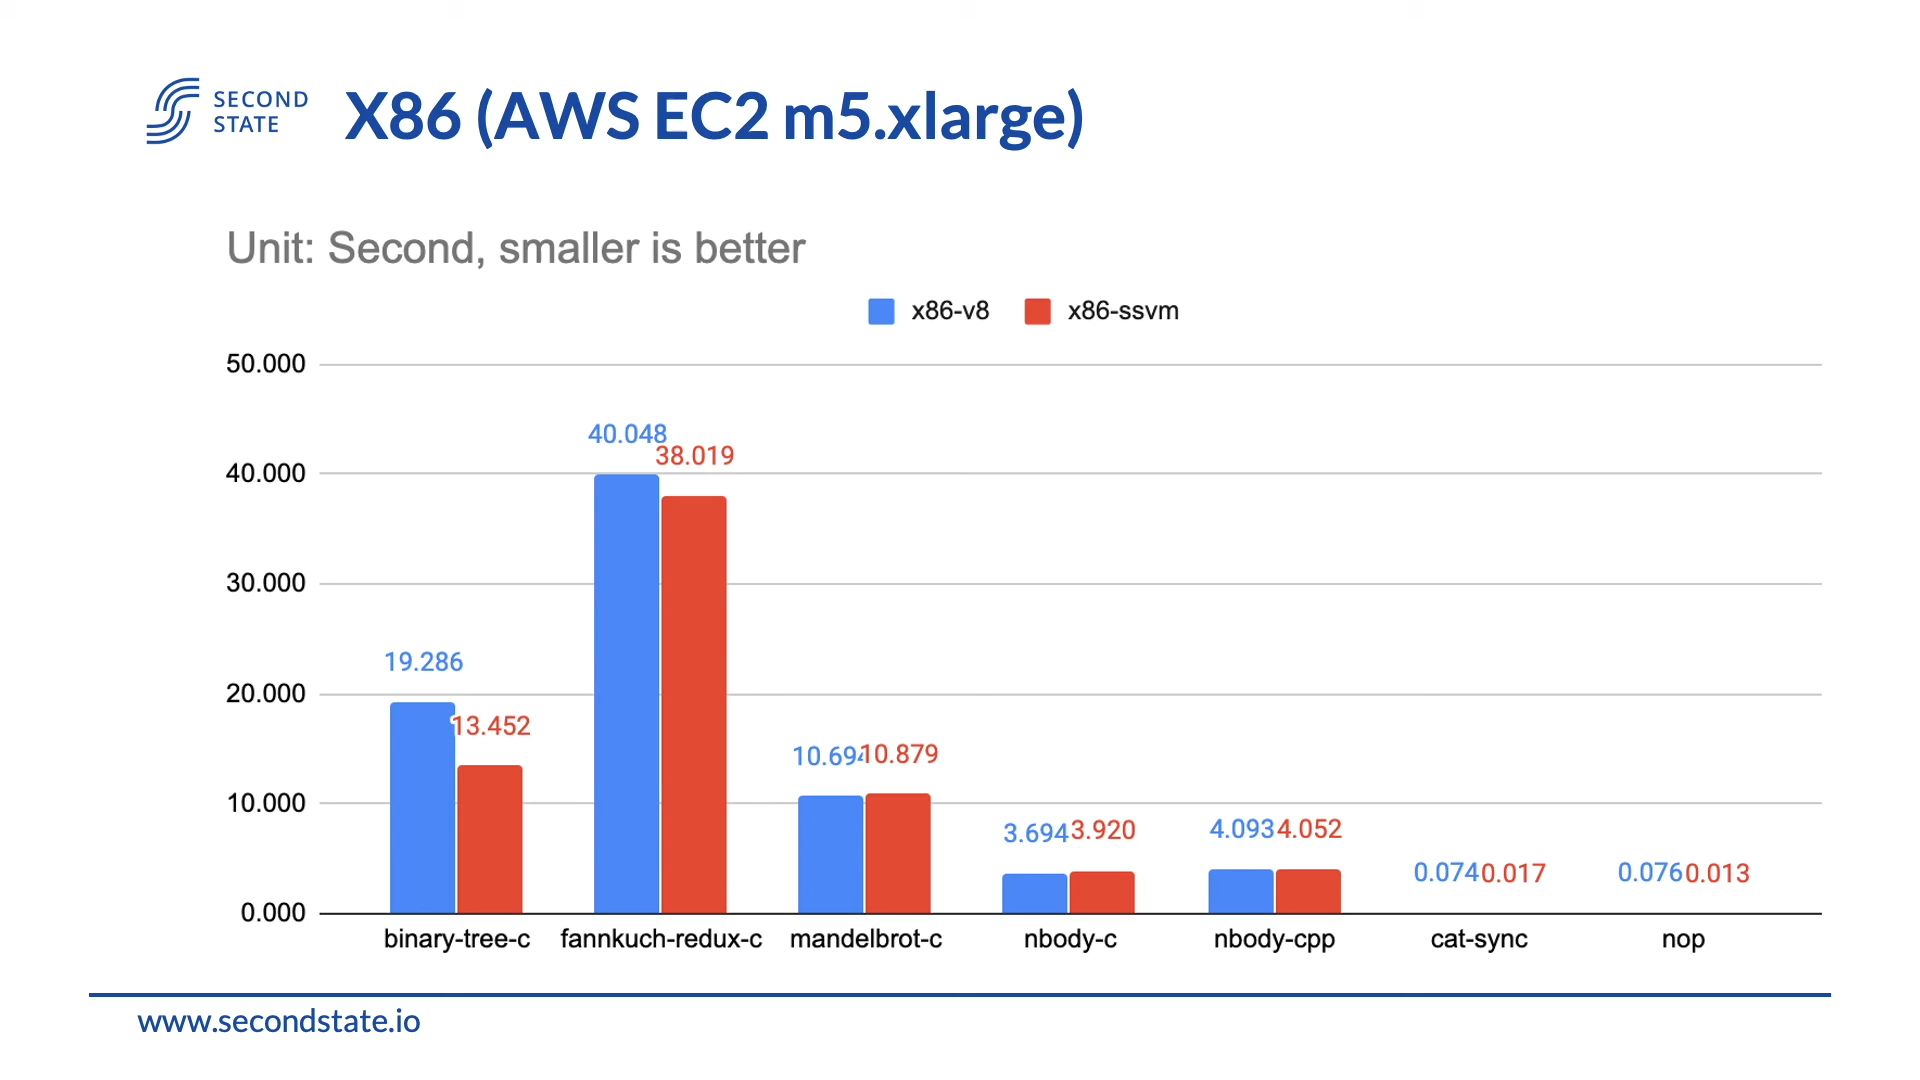 SECOND
STATE
X86 (AWS EC2 m5.xlarge)
Unit: Second, smaller is better
x86-v8
x86-ssvm
50.000
40.000
30.000
20.000
10.000
0.000
19.286
13.452
40.048
38.019
10.694
10.879
3.694
3.920
4.093
4.052
0.074
0.017
0.076
0.013
binary-tree-c
fannkuch-redux-c
mandelbrot-c
nbody-c
nbody-cpp
cat-sync
nop
www.secondstate.io